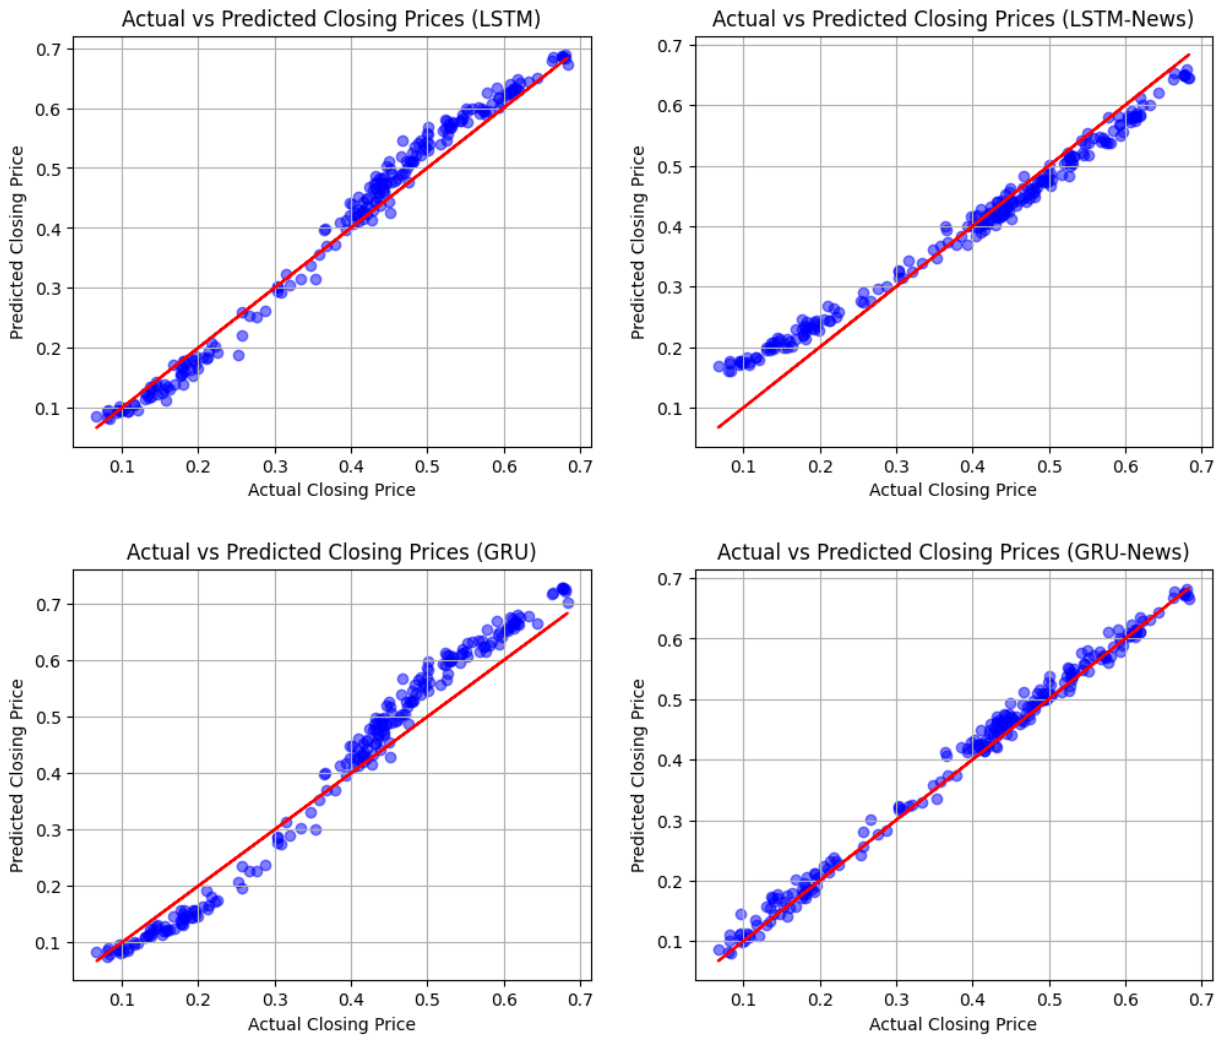 Actual vs Predicted Closing Prices (LSTM)
Predicted Closing Price
0.7
0.6
0.5
0.4
0.3
0.2
0.1
0.1 0.2 0.3 0.4 0.5 0.6 0.7
Actual Closing Price
Actual vs Predicted Closing Prices (LSTM-News)
Predicted Closing Price
0.7
0.6
0.5
0.4
0.3
0.2
0.1
0.1 0.2 0.3 0.4 0.5 0.6 0.7
Actual Closing Price
Actual vs Predicted Closing Prices (GRU)
Predicted Closing Price
0.7
0.6
0.5
0.4
0.3
0.2
0.1
0.1 0.2 0.3 0.4 0.5 0.6 0.7
Actual Closing Price
Actual vs Predicted Closing Prices (GRU-News)
Predicted Closing Price
0.7
0.6
0.5
0.4
0.3
0.2
0.1
0.1 0.2 0.3 0.4 0.5 0.6 0.7
Actual Closing Price